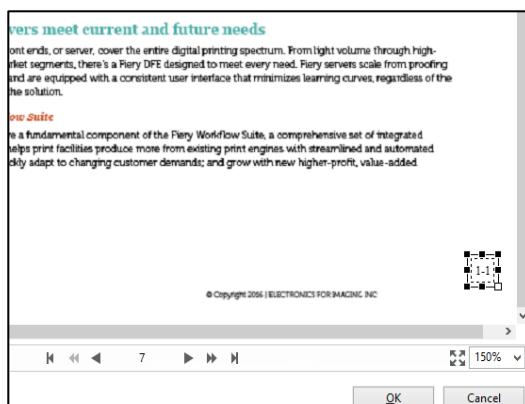 vers meet current and future needs
ont ends, or server, cover the entire digital printing spectrum. From light volume through high-
rket segments, there's a Fiery DFE designed to meet every need. Fiery servers scale from proofing
and are equipped with a consistent user interface that minimizes learning curves, regardless of the
the solution.
ow Suite
re a fundamental component of the Fiery Workflow Suite, a comprehensive set of integrated
helps print facilities produce more from existing print engines with streamlined and automated
ckly adapt to changing customer demands; and grow with new higher-profit, value-added
1-1
© Copyright 2016 | ELECTRONICS FOR IMAGING, INC
7
150%
OK Cancel